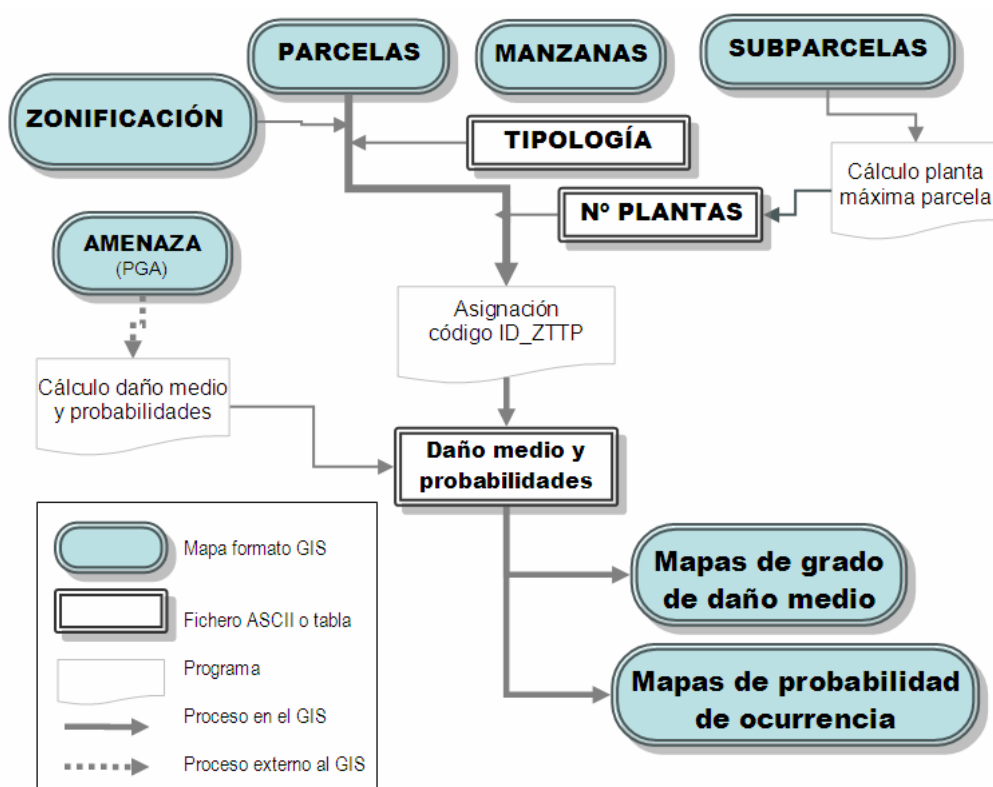 PARCELAS
MANZANAS
SUBPARCELAS
ZONIFICACIÓN
TIPOLOGÍA
Cálculo planta
máxima parcela
Nº PLANTAS
AMENAZA
(PGA)
Asignación
código ID_ZTTP
Cálculo daño medio
y probabilidades
Daño medio y
probabilidades
Mapa formato GIS
Fichero ASCII o tabla
Programa
Proceso en el GIS
Proceso externo al GIS
Mapas de grado
de daño medio
Mapas de probabilidad
de ocurrencia